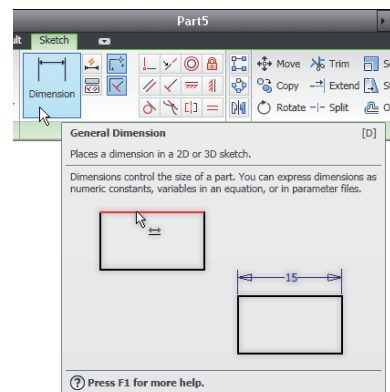 Part5
Sketch
Dimension
Move Trim
Copy Extend
Rotate Split
General Dimension [D]
Places a dimension in a 2D or 3D sketch.
Dimensions control the size of a part. You can express dimensions as
numeric constants, variables in an equation, or in parameter files.
15
Press F1 for more help.